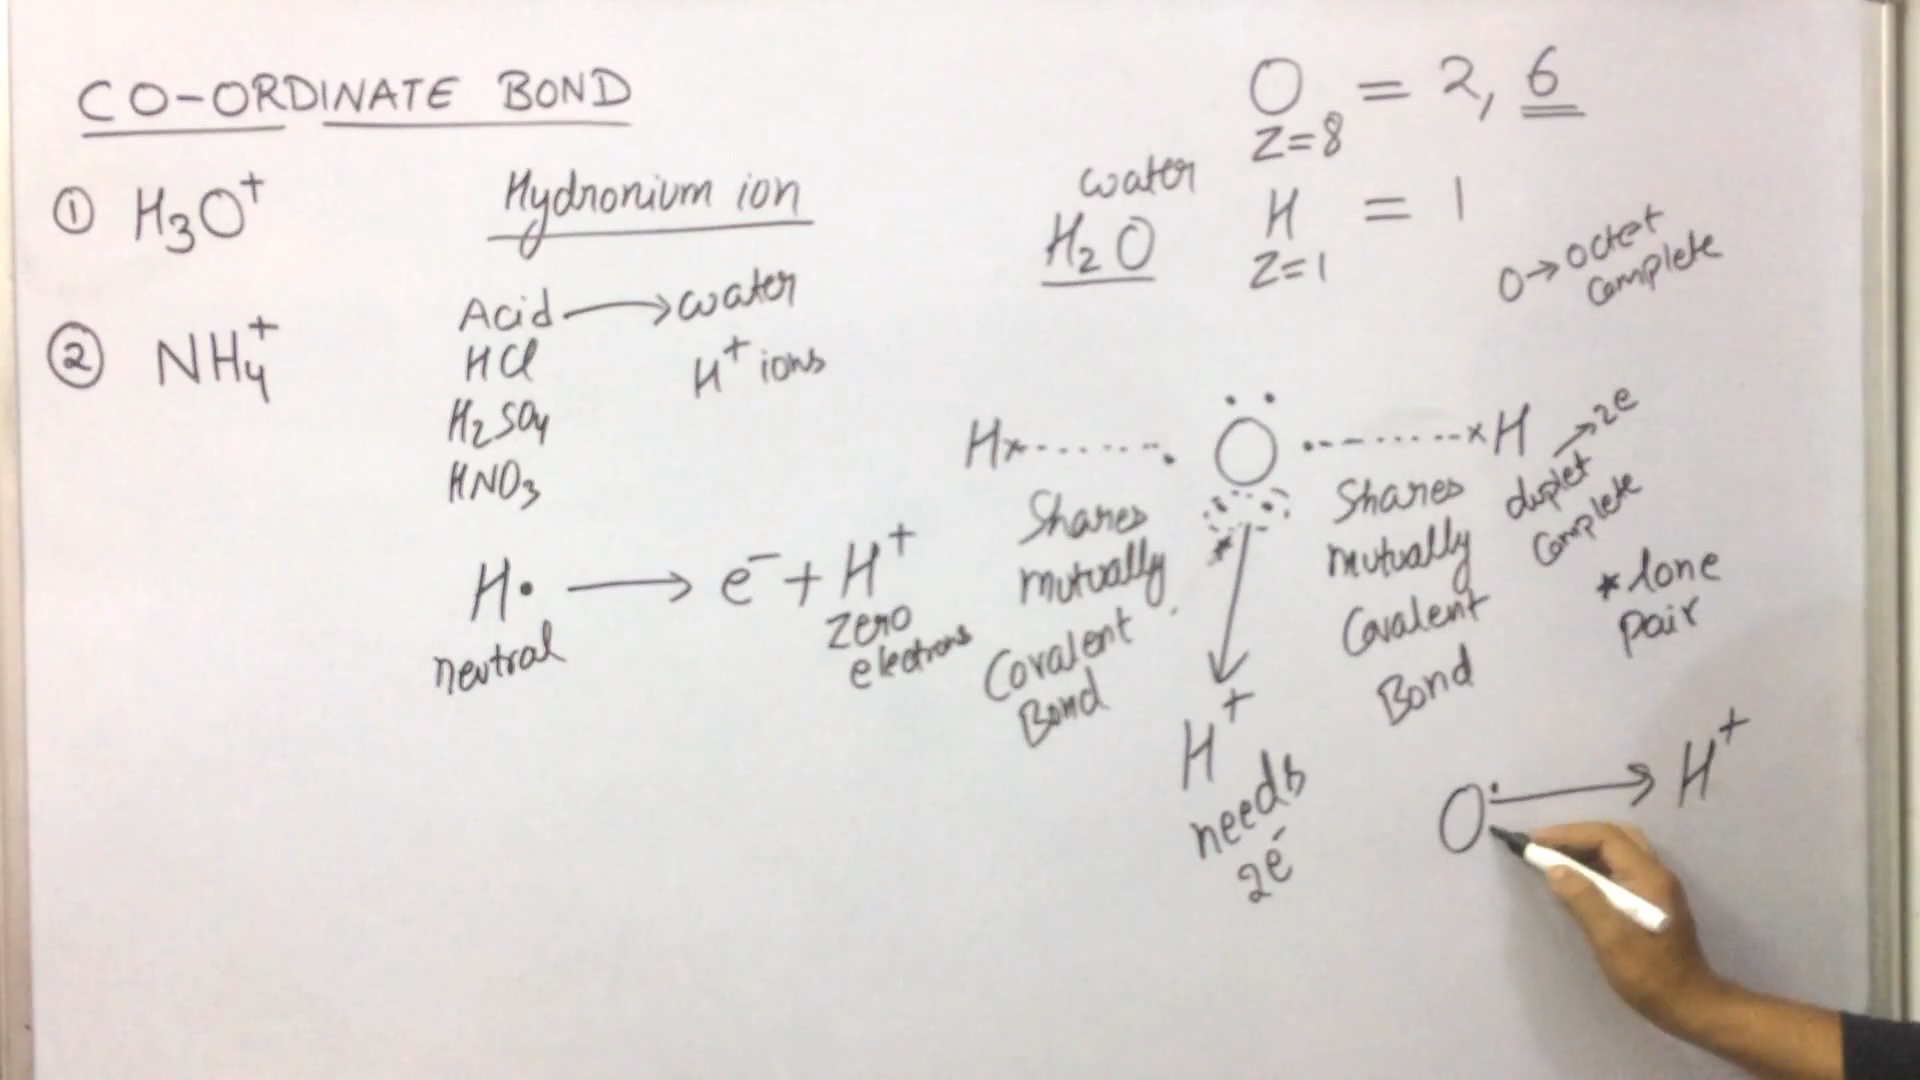 CO-ORDINATE BOND
① H₃O⁺
② NH₄⁺
Hydronium ion
Acid → water
HCl
H⁺ ions
H₂SO₄
HNO₃
H• → e⁻ + H⁺
neutral
zero
electrons
O = 2, 6
Z=8
water
H₂O
H = 1
Z=1
O → octet
complete
Hx O xH
Shares
mutually
Covalent
Bond
Shares
mutually
Covalent
Bond
duplet → 2e
complete
* lone
pair
*
H⁺
needs
2e⁻
O: → H⁺